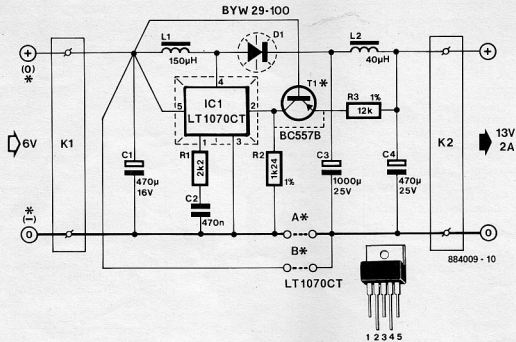 BYW 29-100
L1
150µH
D1
L2
40µH
+
(0)
*
6V
K1
5
4
IC1
LT1070CT
2
1
3
T1*
BC557B
R3
1%
12k
K2
+
13V
2A
C1
470µ
16V
R1
2k2
C2
470n
R2
1k24
1%
C3
1000µ
25V
C4
470µ
25V
*
(−)
0
A*
B*
0
884009 - 10
LT1070CT
1 2 3 4 5